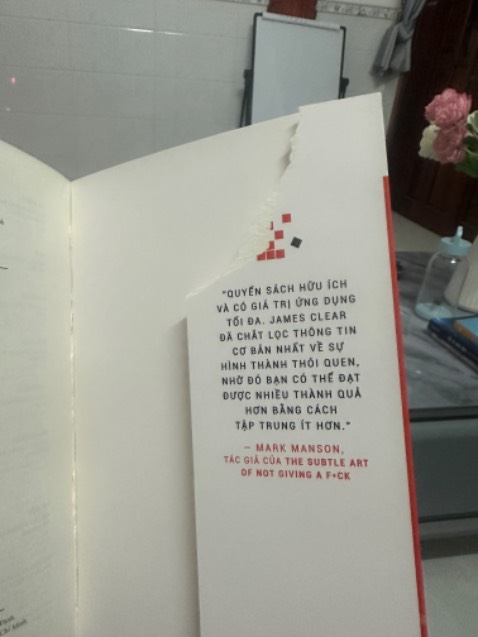 "QUYỂN SÁCH HỮU ÍCH
VÀ CÓ GIÁ TRỊ ỨNG DỤNG
TỐI ĐA. JAMES CLEAR
ĐÃ CHẮT LỌC THÔNG TIN
CƠ BẢN NHẤT VỀ SỰ
HÌNH THÀNH THÓI QUEN,
NHỜ ĐÓ BẠN CÓ THỂ ĐẠT
ĐƯỢC NHIỀU THÀNH QUẢ
HƠN BẰNG CÁCH
TẬP TRUNG ÍT HƠN."
– MARK MANSON,
TÁC GIẢ CỦA THE SUBTLE ART
OF NOT GIVING A F*CK